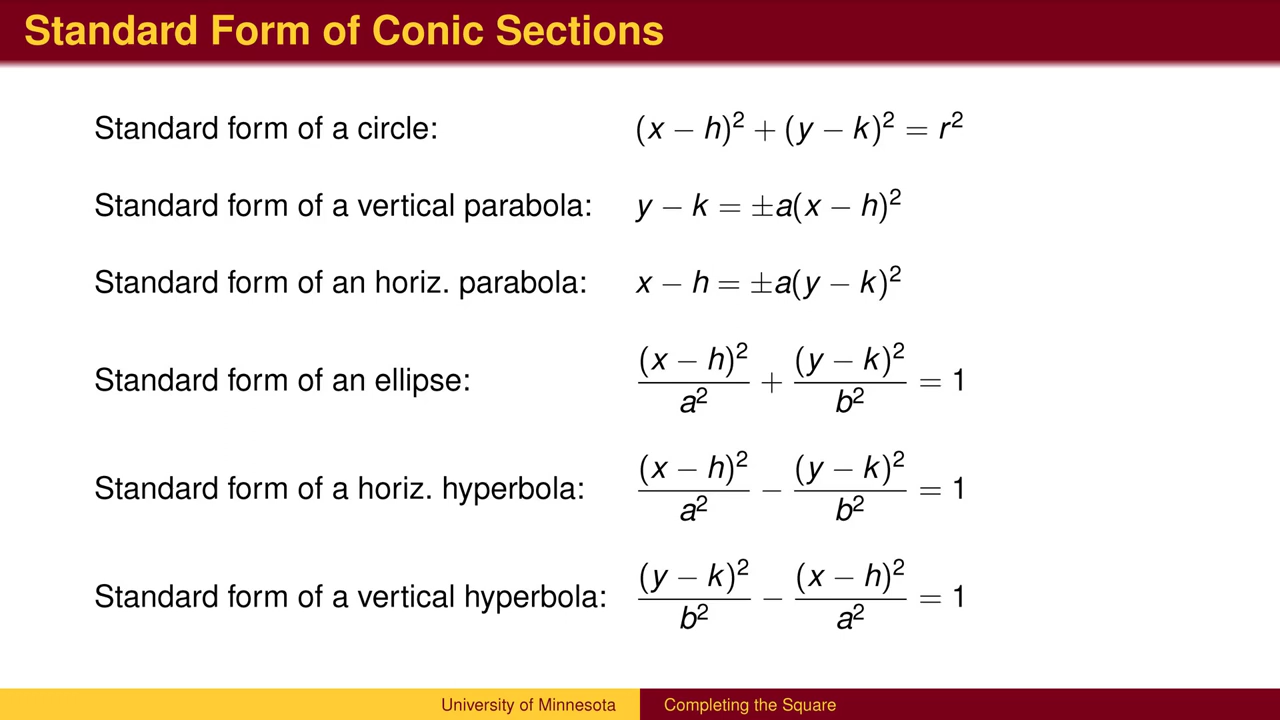 Standard Form of Conic Sections
Standard form of a circle: (x − h)² + (y − k)² = r²
Standard form of a vertical parabola: y − k = ±a(x − h)²
Standard form of an horiz. parabola: x − h = ±a(y − k)²
Standard form of an ellipse: (x − h)²/a² + (y − k)²/b² = 1
Standard form of a horiz. hyperbola: (x − h)²/a² − (y − k)²/b² = 1
Standard form of a vertical hyperbola: (y − k)²/b² − (x − h)²/a² = 1
University of Minnesota Completing the Square